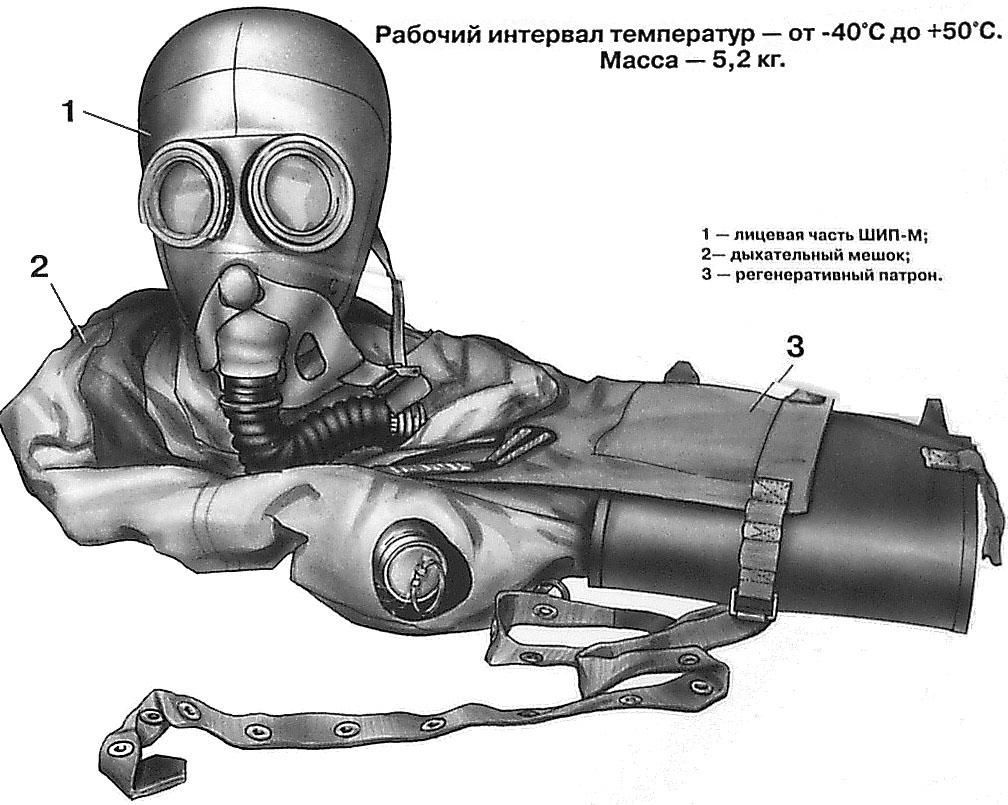 Рабочий интервал температур — от -40°С до +50°С.
Масса — 5,2 кг.
1
1 — лицевая часть ШИП-М;
2— дыхательный мешок;
3 — регенеративный патрон.
2
3